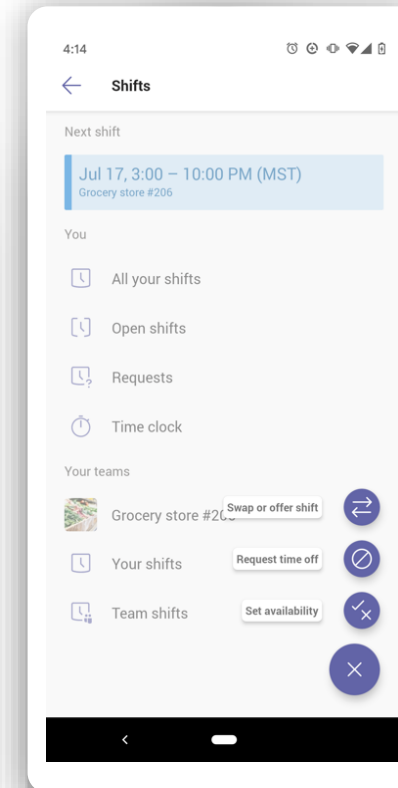 4:14
Shifts
Next shift
Jul 17, 3:00 – 10:00 PM (MST)
Grocery store #206
You
All your shifts
Open shifts
Requests
Time clock
Your teams
Grocery store #206
Swap or offer shift
Your shifts
Request time off
Team shifts
Set availability